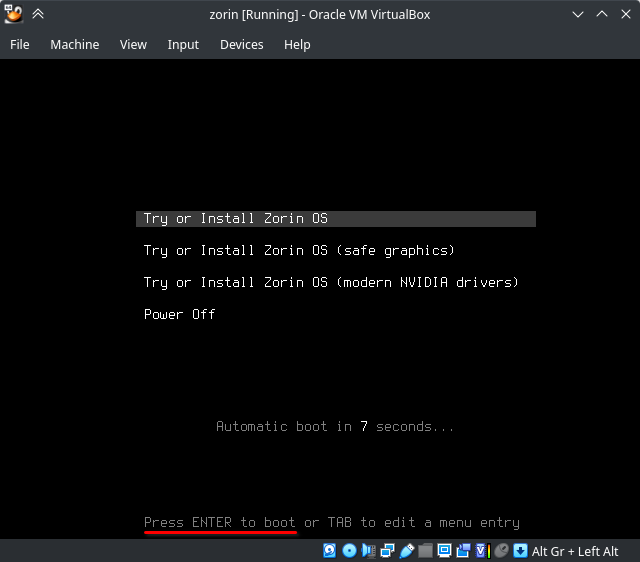 zorin [Running] - Oracle VM VirtualBox
File Machine View Input Devices Help
Try or Install Zorin OS
Try or Install Zorin OS (safe graphics)
Try or Install Zorin OS (modern NVIDIA drivers)
Power Off
Automatic boot in 7 seconds...
Press ENTER to boot or TAB to edit a menu entry
Alt Gr + Left Alt